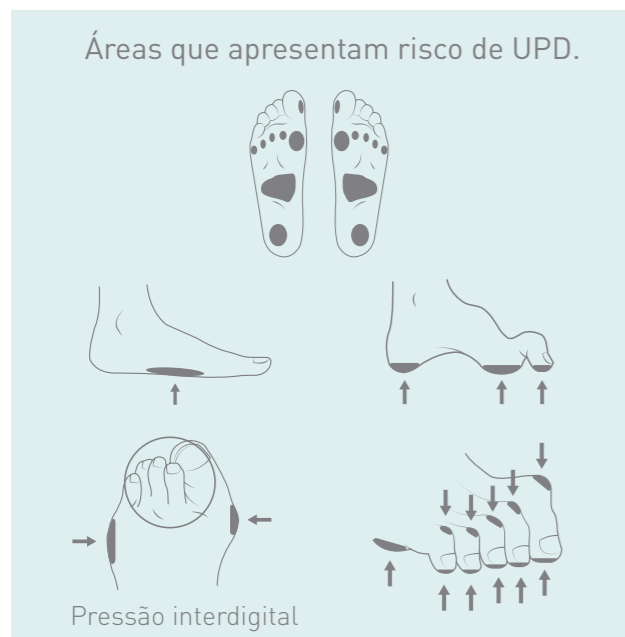 Áreas que apresentam risco de UPD.
Pressão interdigital